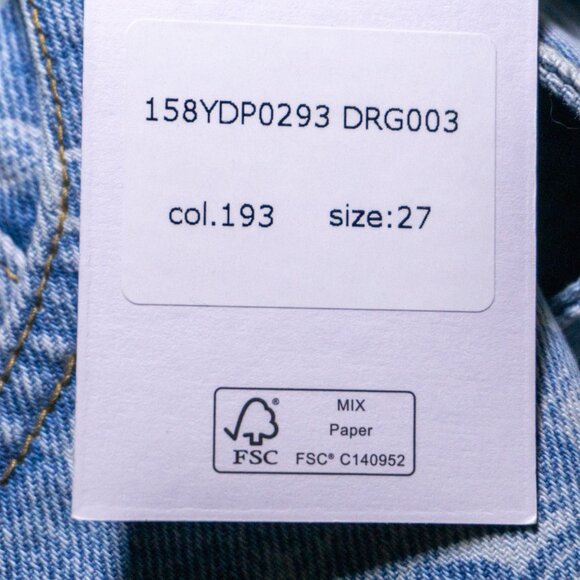 158YDP0293 DRG003
col.193 size:27
MIX
Paper
FSC® C140952
®
FSC